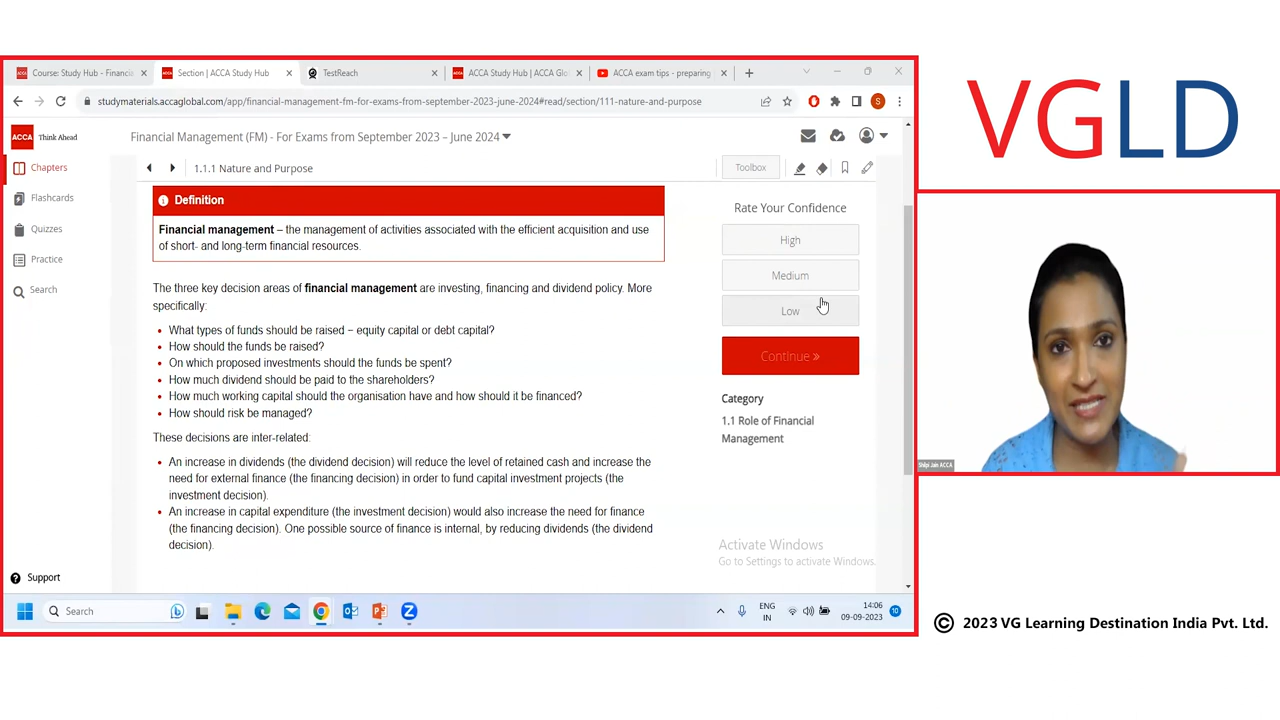 Course: Study Hub - Financia
Section | ACCA Study Hub
TestReach
ACCA Study Hub | ACCA Glo
ACCA exam tips - preparing
studymaterials.accaglobal.com/app/financial-management-fm-for-exams-from-september-2023-june-2024#read/section/111-nature-and-purpose
S
ACCA Think Ahead
Financial Management (FM) - For Exams from September 2023 – June 2024
Chapters
Flashcards
Quizzes
Practice
Search
Support
1.1.1 Nature and Purpose
Toolbox
Definition
Financial management – the management of activities associated with the efficient acquisition and use
of short- and long-term financial resources.
The three key decision areas of financial management are investing, financing and dividend policy. More
specifically:
• What types of funds should be raised – equity capital or debt capital?
• How should the funds be raised?
• On which proposed investments should the funds be spent?
• How much dividend should be paid to the shareholders?
• How much working capital should the organisation have and how should it be financed?
• How should risk be managed?
These decisions are inter-related:
• An increase in dividends (the dividend decision) will reduce the level of retained cash and increase the
need for external finance (the financing decision) in order to fund capital investment projects (the
investment decision).
• An increase in capital expenditure (the investment decision) would also increase the need for finance
(the financing decision). One possible source of finance is internal, by reducing dividends (the dividend
decision).
Rate Your Confidence
High
Medium
Low
Continue »
Category
1.1 Role of Financial
Management
Activate Windows
Go to Settings to activate Windows.
Search
ENG
IN
14:06
09-09-2023
10
VGLD
Shilpi Jain ACCA
© 2023 VG Learning Destination India Pvt. Ltd.